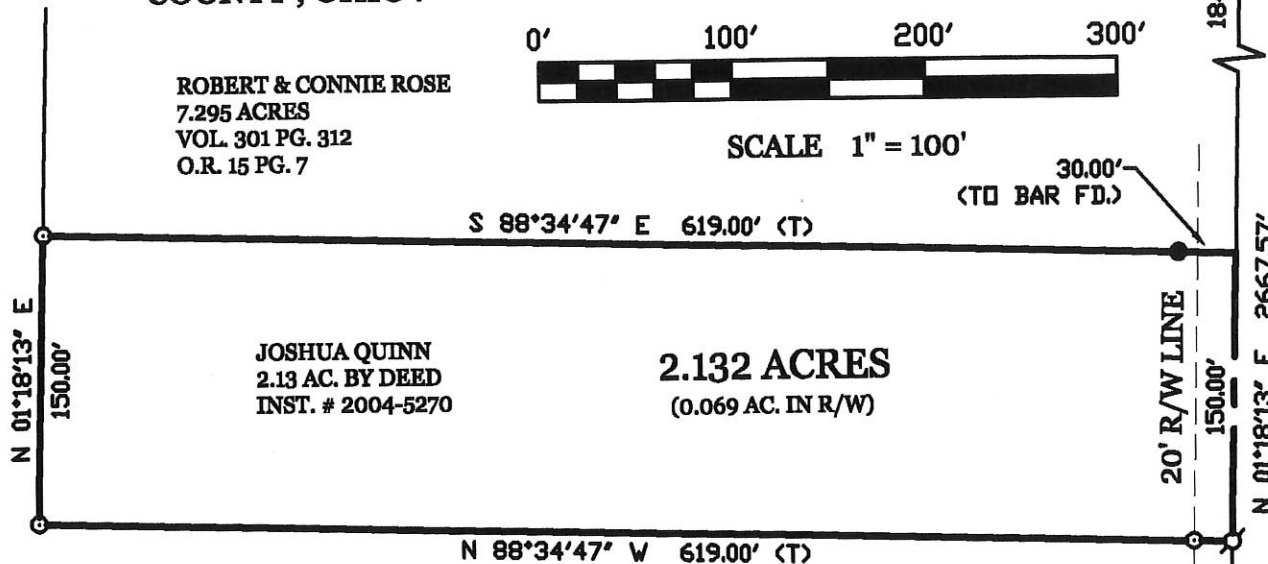 0' 100' 200' 300'
ROBERT & CONNIE ROSE
7.295 ACRES
VOL. 301 PG. 312
O.R. 15 PG. 7
SCALE 1" = 100'
30.00'
(TO BAR FD.)
S 88°34'47" E 619.00' (T)
N 01°18'13" E
150.00'
JOSHUA QUINN
2.13 AC. BY DEED
INST. # 2004-5270
2.132 ACRES
(0.069 AC. IN R/W)
20' R/W LINE
150.00'
N 01°18'13" E 2667.57'
N 88°34'47" W 619.00' (T)